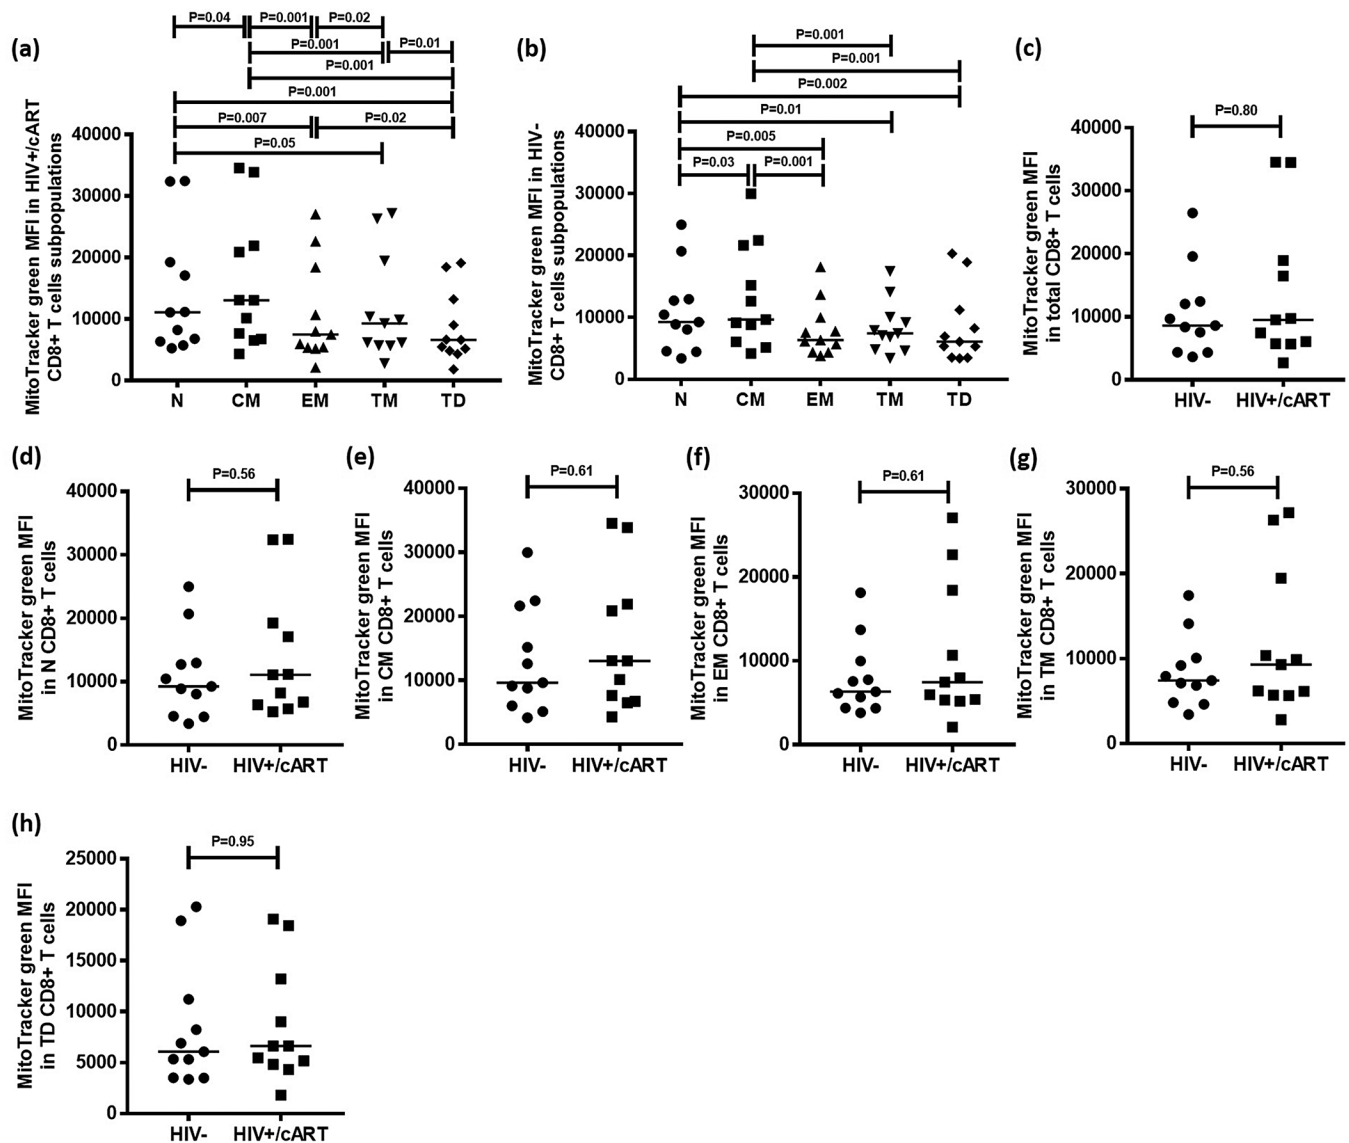 (a)
P=0.04
P=0.001
P=0.02
P=0.001
P=0.01
P=0.001
P=0.001
P=0.007
P=0.02
P=0.05
MitoTracker green MFI in HIV+/cART
CD8+ T cells subpopulations
40000
30000
20000
10000
0
N CM EM TM TD
(b)
P=0.001
P=0.001
P=0.002
P=0.01
P=0.005
P=0.03
P=0.001
MitoTracker green MFI in HIV-
CD8+ T cells subpopulations
40000
30000
20000
10000
0
N CM EM TM TD
(c)
P=0.80
MitoTracker green MFI
in total CD8+ T cells
40000
30000
20000
10000
0
HIV- HIV+/cART
(d)
P=0.56
MitoTracker green MFI
in N CD8+ T cells
40000
30000
20000
10000
0
HIV- HIV+/cART
(e)
P=0.61
MitoTracker green MFI
in CM CD8+ T cells
40000
30000
20000
10000
0
HIV- HIV+/cART
(f)
P=0.61
MitoTracker green MFI
in EM CD8+ T cells
30000
20000
10000
0
HIV- HIV+/cART
(g)
P=0.56
MitoTracker green MFI
in TM CD8+ T cells
30000
20000
10000
0
HIV- HIV+/cART
(h)
P=0.95
MitoTracker green MFI
in TD CD8+ T cells
25000
20000
15000
10000
5000
0
HIV- HIV+/cART